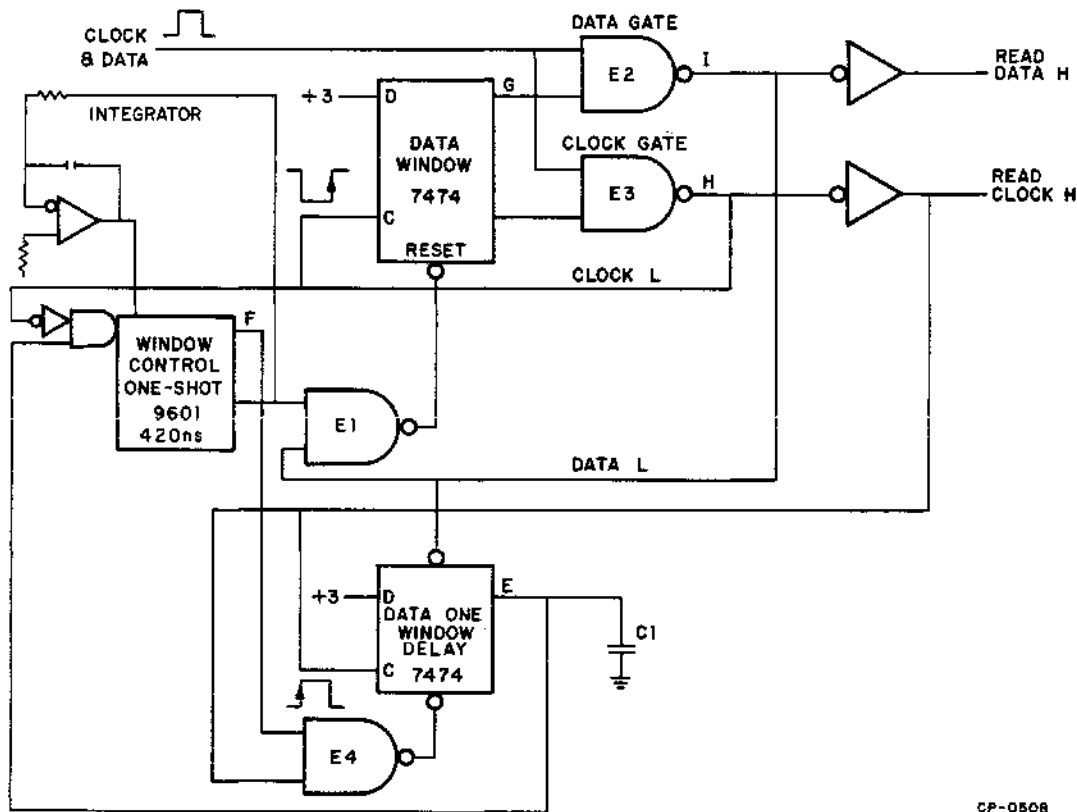 CLOCK
& DATA
DATA GATE
E2
I
READ
DATA H
+3
D
G
INTEGRATOR
DATA
WINDOW
7474
CLOCK GATE
E3
H
READ
CLOCK H
C
RESET
CLOCK L
F
WINDOW
CONTROL
ONE-SHOT
9601
420ns
E1
DATA L
+3
D
E
DATA ONE
WINDOW
DELAY
7474
C1
C
E4
CP-0508